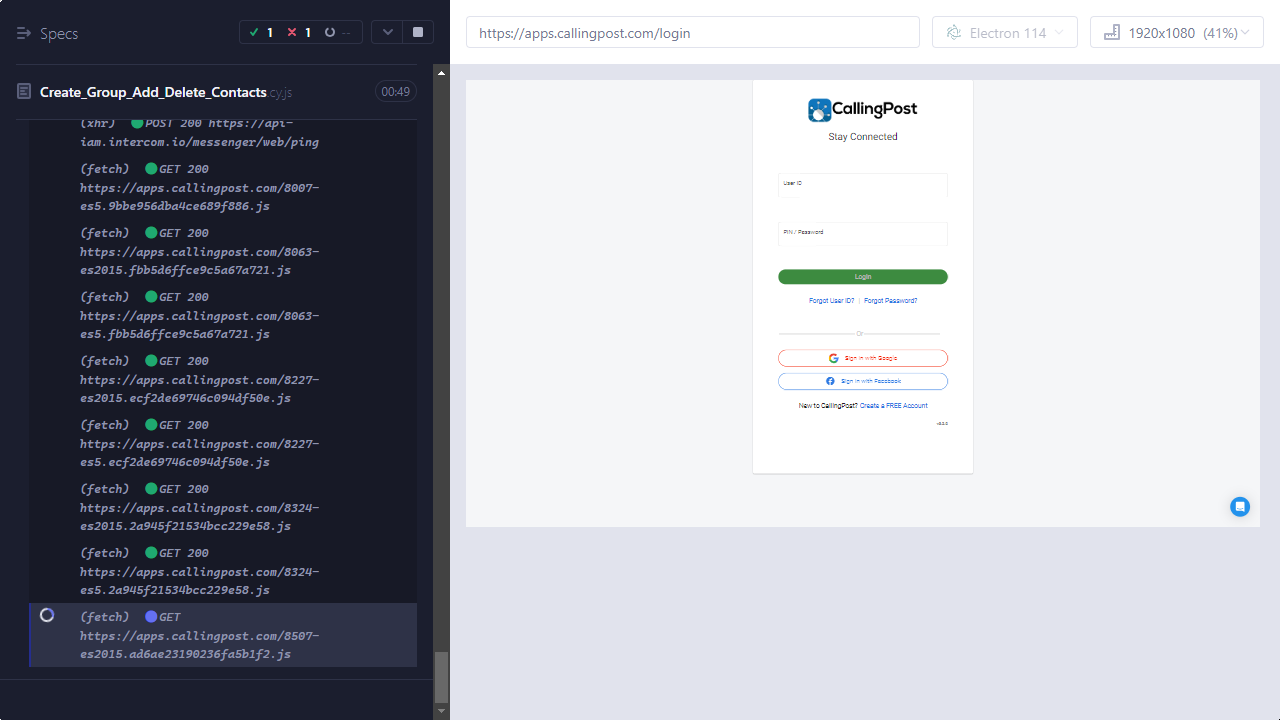 Specs
1
1
--
Create_Group_Add_Delete_Contacts.cy.js
00:49
(xhr) POST 200 https://api-
iam.intercom.io/messenger/web/ping
(fetch) GET 200
https://apps.callingpost.com/8007-
es5.9bbe956dba4ce689f886.js
(fetch) GET 200
https://apps.callingpost.com/8063-
es2015.fbb5d6ffce9c5a67a721.js
(fetch) GET 200
https://apps.callingpost.com/8063-
es5.fbb5d6ffce9c5a67a721.js
(fetch) GET 200
https://apps.callingpost.com/8227-
es2015.ecf2de69746c094df50e.js
(fetch) GET 200
https://apps.callingpost.com/8227-
es5.ecf2de69746c094df50e.js
(fetch) GET 200
https://apps.callingpost.com/8324-
es2015.2a945f21534bcc229e58.js
(fetch) GET 200
https://apps.callingpost.com/8324-
es5.2a945f21534bcc229e58.js
(fetch) GET
https://apps.callingpost.com/8507-
es2015.ad6ae23190236fa5b1f2.js
https://apps.callingpost.com/login
Electron 114
1920x1080 (41%)
CallingPost
Stay Connected
User ID
PIN / Password
Login
Forgot User ID? | Forgot Password?
Or
Sign in with Google
Sign in with Facebook
New to CallingPost? Create a FREE Account